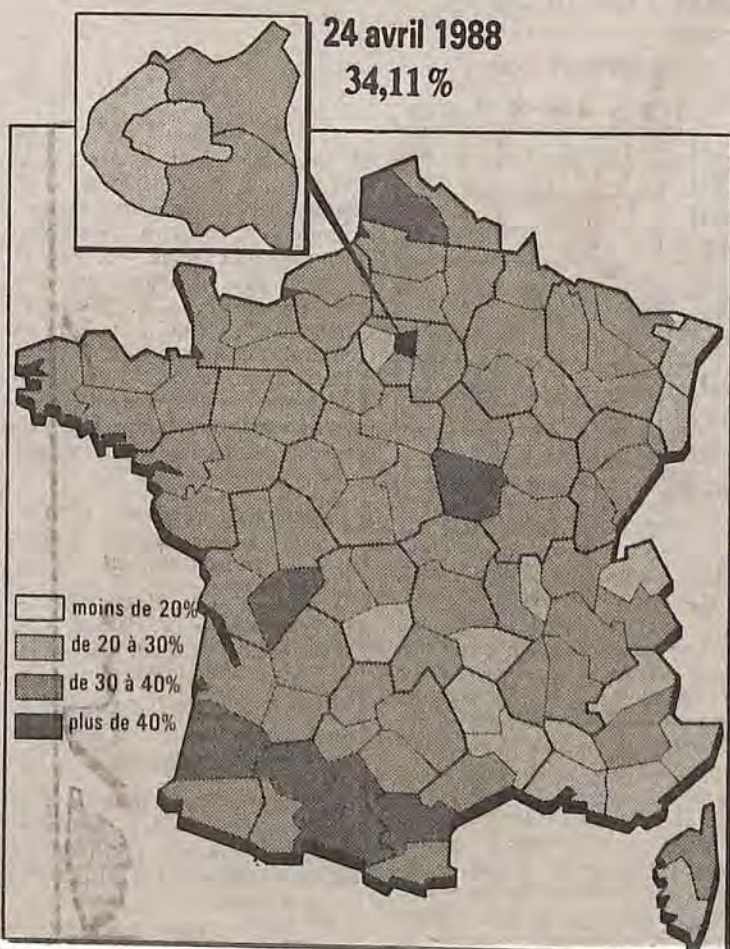 24 avril 1988
34,11 %
moins de 20%
de 20 à 30%
de 30 à 40%
plus de 40%